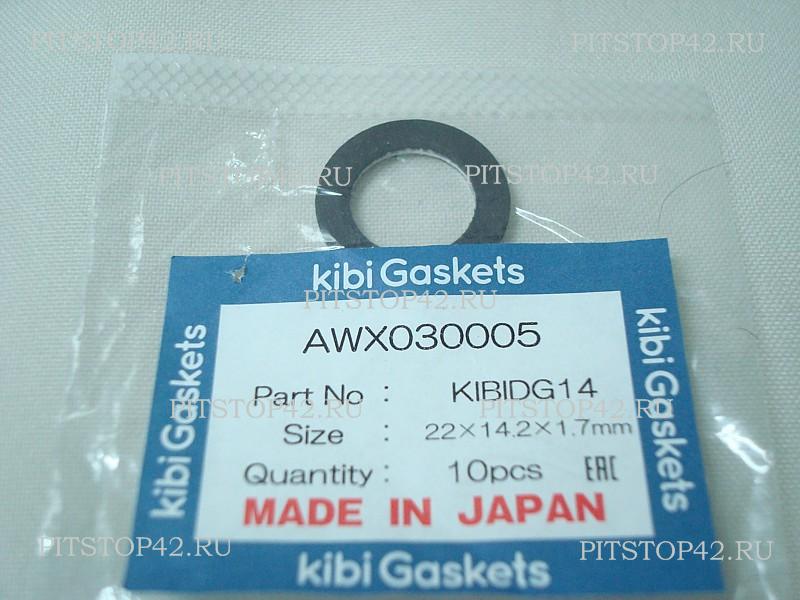 PITSTOP42.RU PITSTOP42.RU
PITSTOP42.RU PITSTOP42.RU
kibi Gaskets
PITSTOP42.RU
AWX030005
Part No : KIBIDG14
PITSTOP42.RU PITSTOP42.RU
Size : 22×14.2×1.7mm
Quantity : 10pcs EAC
MADE IN JAPAN
kibi Gaskets
kibi Gaskets
PITSTOP42.RU PITSTOP42.RU
kibi Gaskets